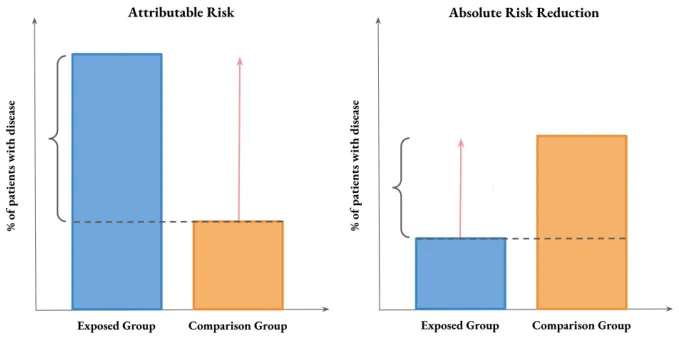 Attributable Risk
% of patients with disease
Exposed Group
Comparison Group
Absolute Risk Reduction
% of patients with disease
Exposed Group
Comparison Group